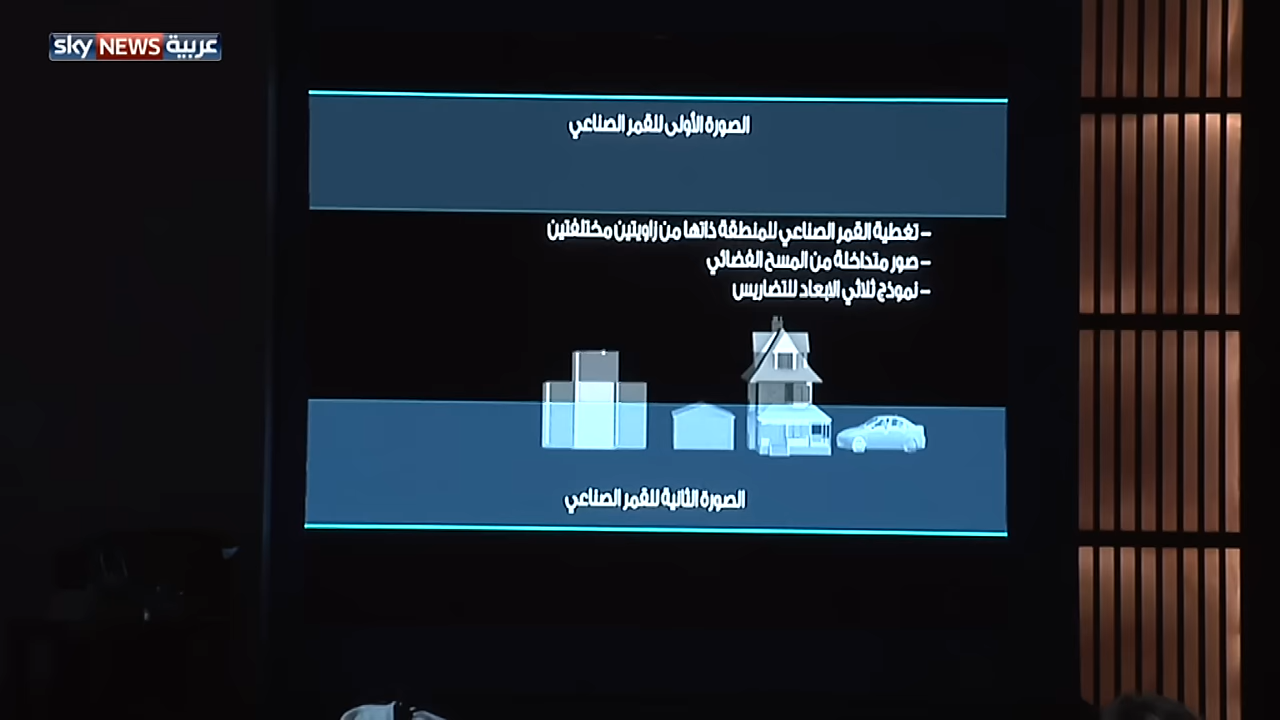 sky NEWS عربية
الصورة الأولى للقمر الصناعي
- تغطية القمر الصناعي للمنطقة ذاتها من زاويتين مختلفتين
- صور متداخلة من المسح الفضائي
- نموذج ثلاثي الابعاد للتضاريس
الصورة الثانية للقمر الصناعي